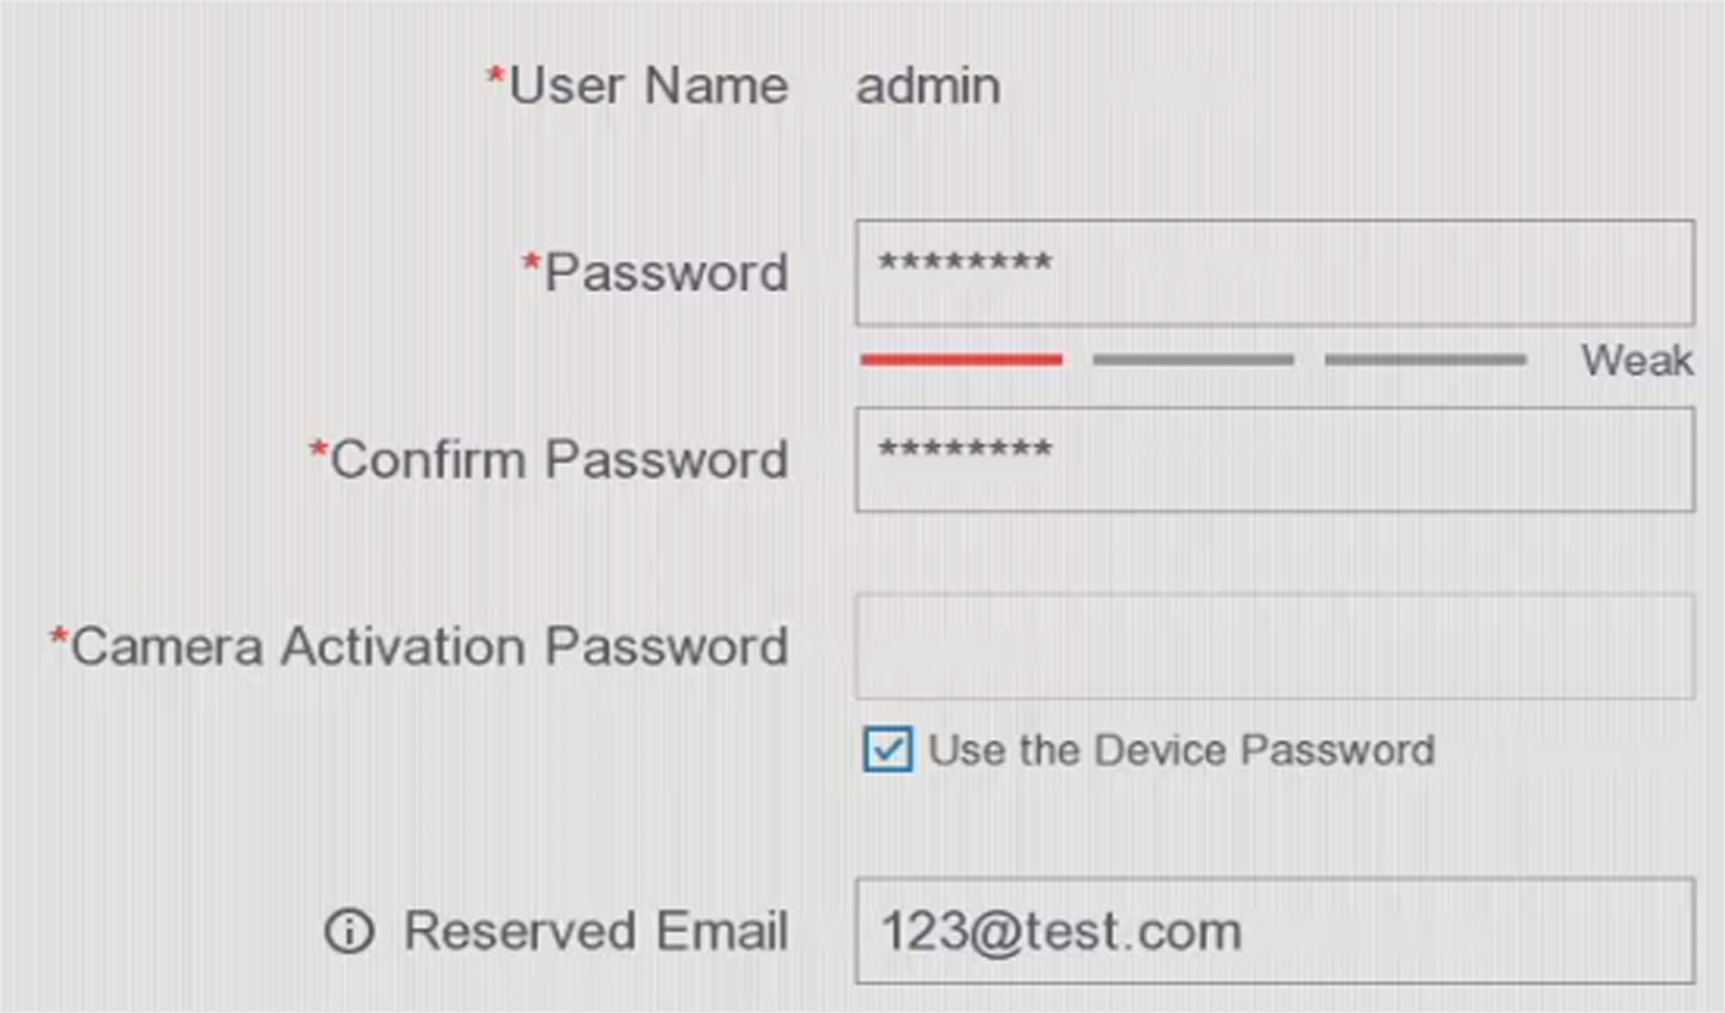 *User Name admin
*Password ********
Weak
*Confirm Password ********
*Camera Activation Password
Use the Device Password
Reserved Email 123@test.com